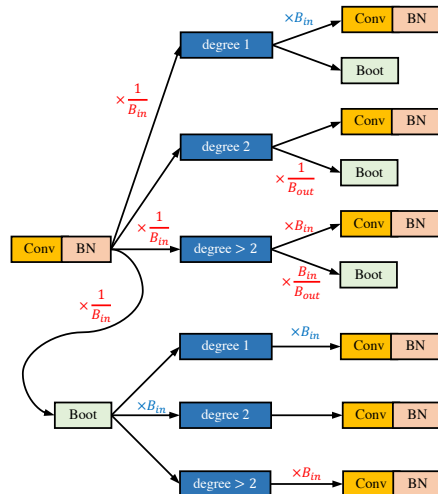 ×B_in
Conv BN
degree 1
Boot
×1/B_in
Conv BN
degree 2
×1/B_out
Boot
×1/B_in
×B_in
Conv BN
Conv BN
degree > 2
×B_in/B_out
Boot
×1/B_in
degree 1
×B_in
Conv BN
Boot
×B_in
degree 2
Conv BN
degree > 2
×B_in
Conv BN